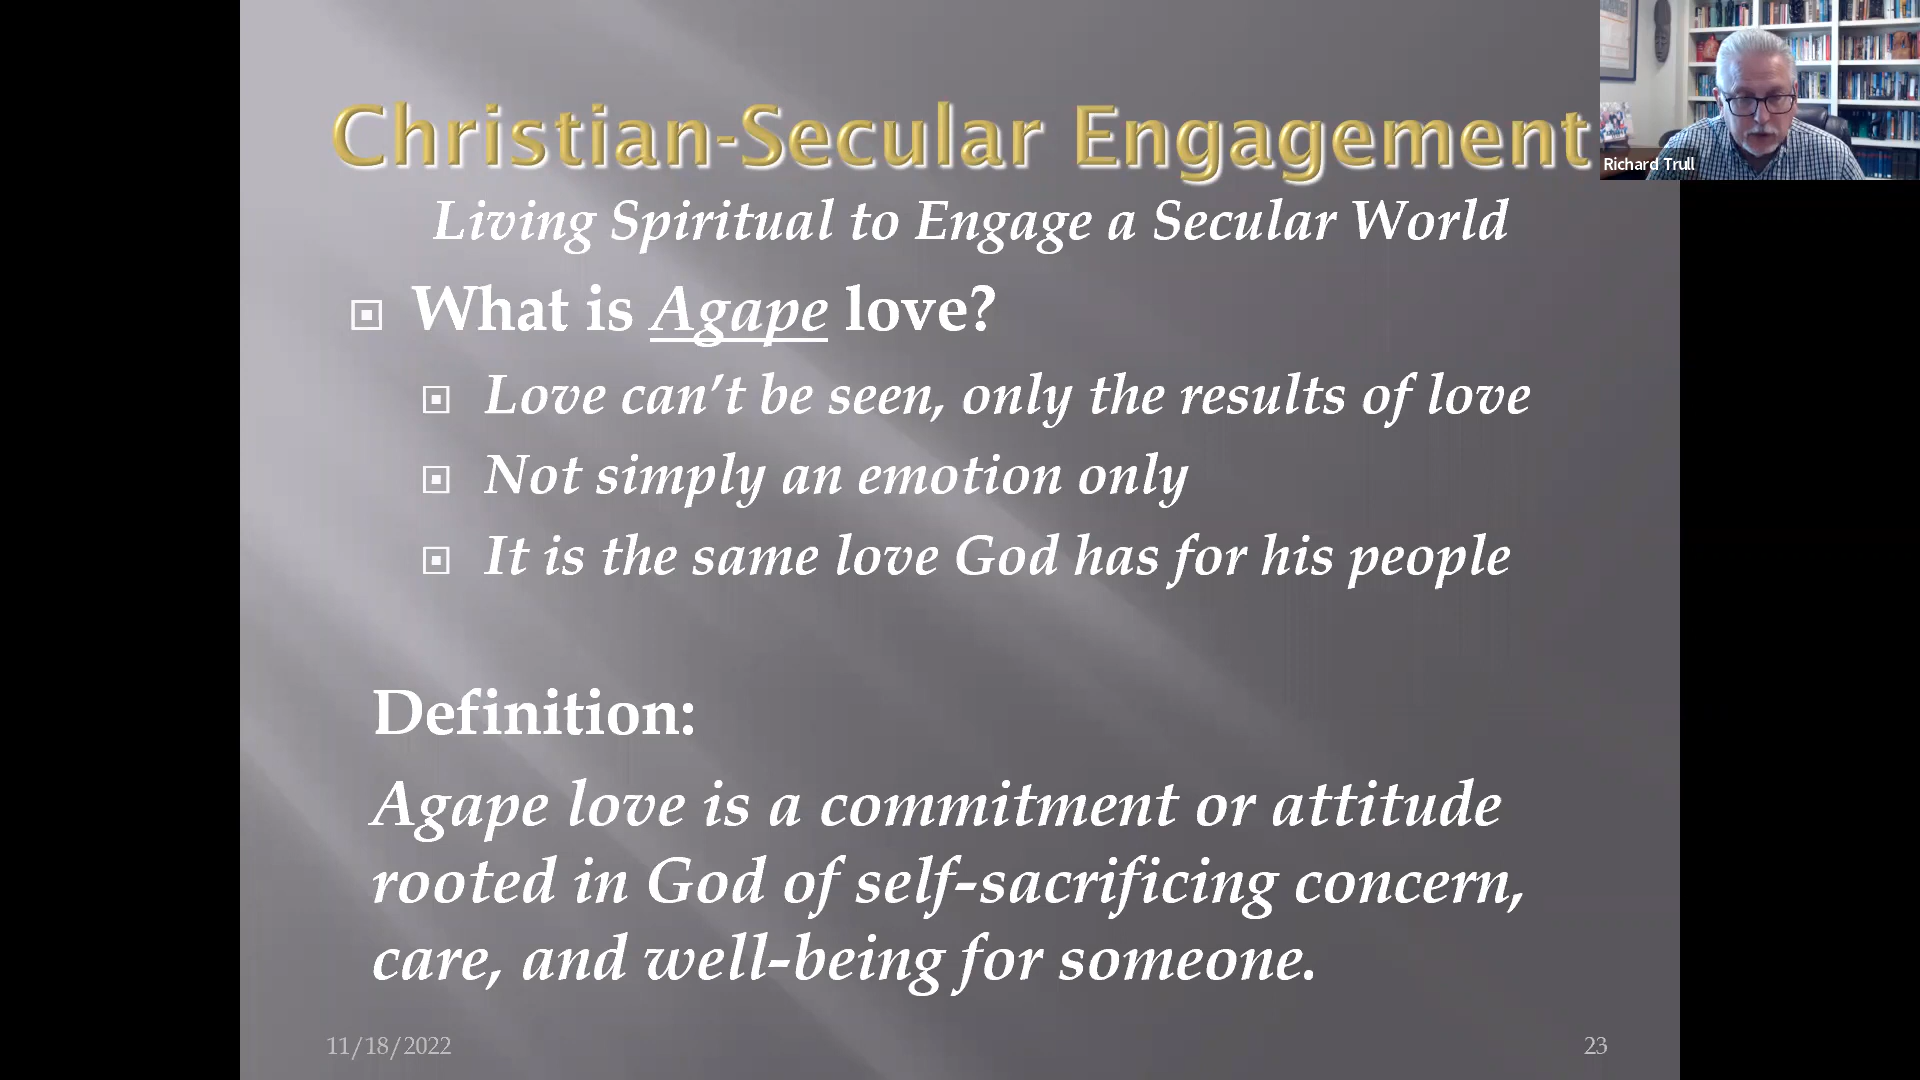 Christian-Secular Engagement
Richard Trull
Living Spiritual to Engage a Secular World
What is Agape love?
Love can’t be seen, only the results of love
Not simply an emotion only
It is the same love God has for his people
Definition:
Agape love is a commitment or attitude
rooted in God of self-sacrificing concern,
care, and well-being for someone.
11/18/2022
23